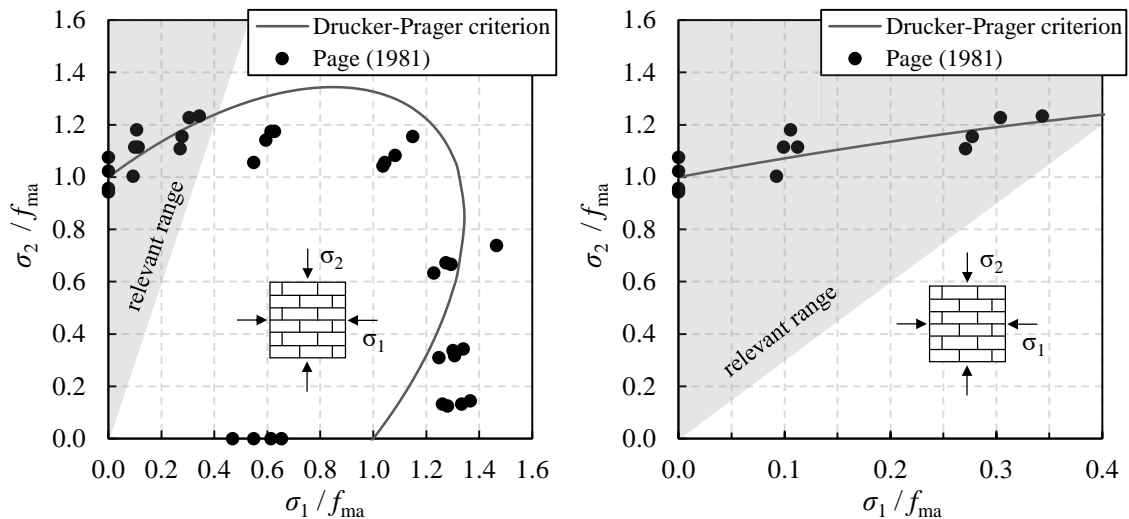 1.6
1.4
1.2
1.0
0.8
0.6
0.4
0.2
0.0
σ2 / fma
0.0 0.2 0.4 0.6 0.8 1.0 1.2 1.4 1.6
σ1 / fma
Drucker-Prager criterion
Page (1981)
relevant range
σ2
σ1
1.6
1.4
1.2
1.0
0.8
0.6
0.4
0.2
0.0
σ2 / fma
0.0 0.1 0.2 0.3 0.4
σ1 / fma
Drucker-Prager criterion
Page (1981)
relevant range
σ2
σ1